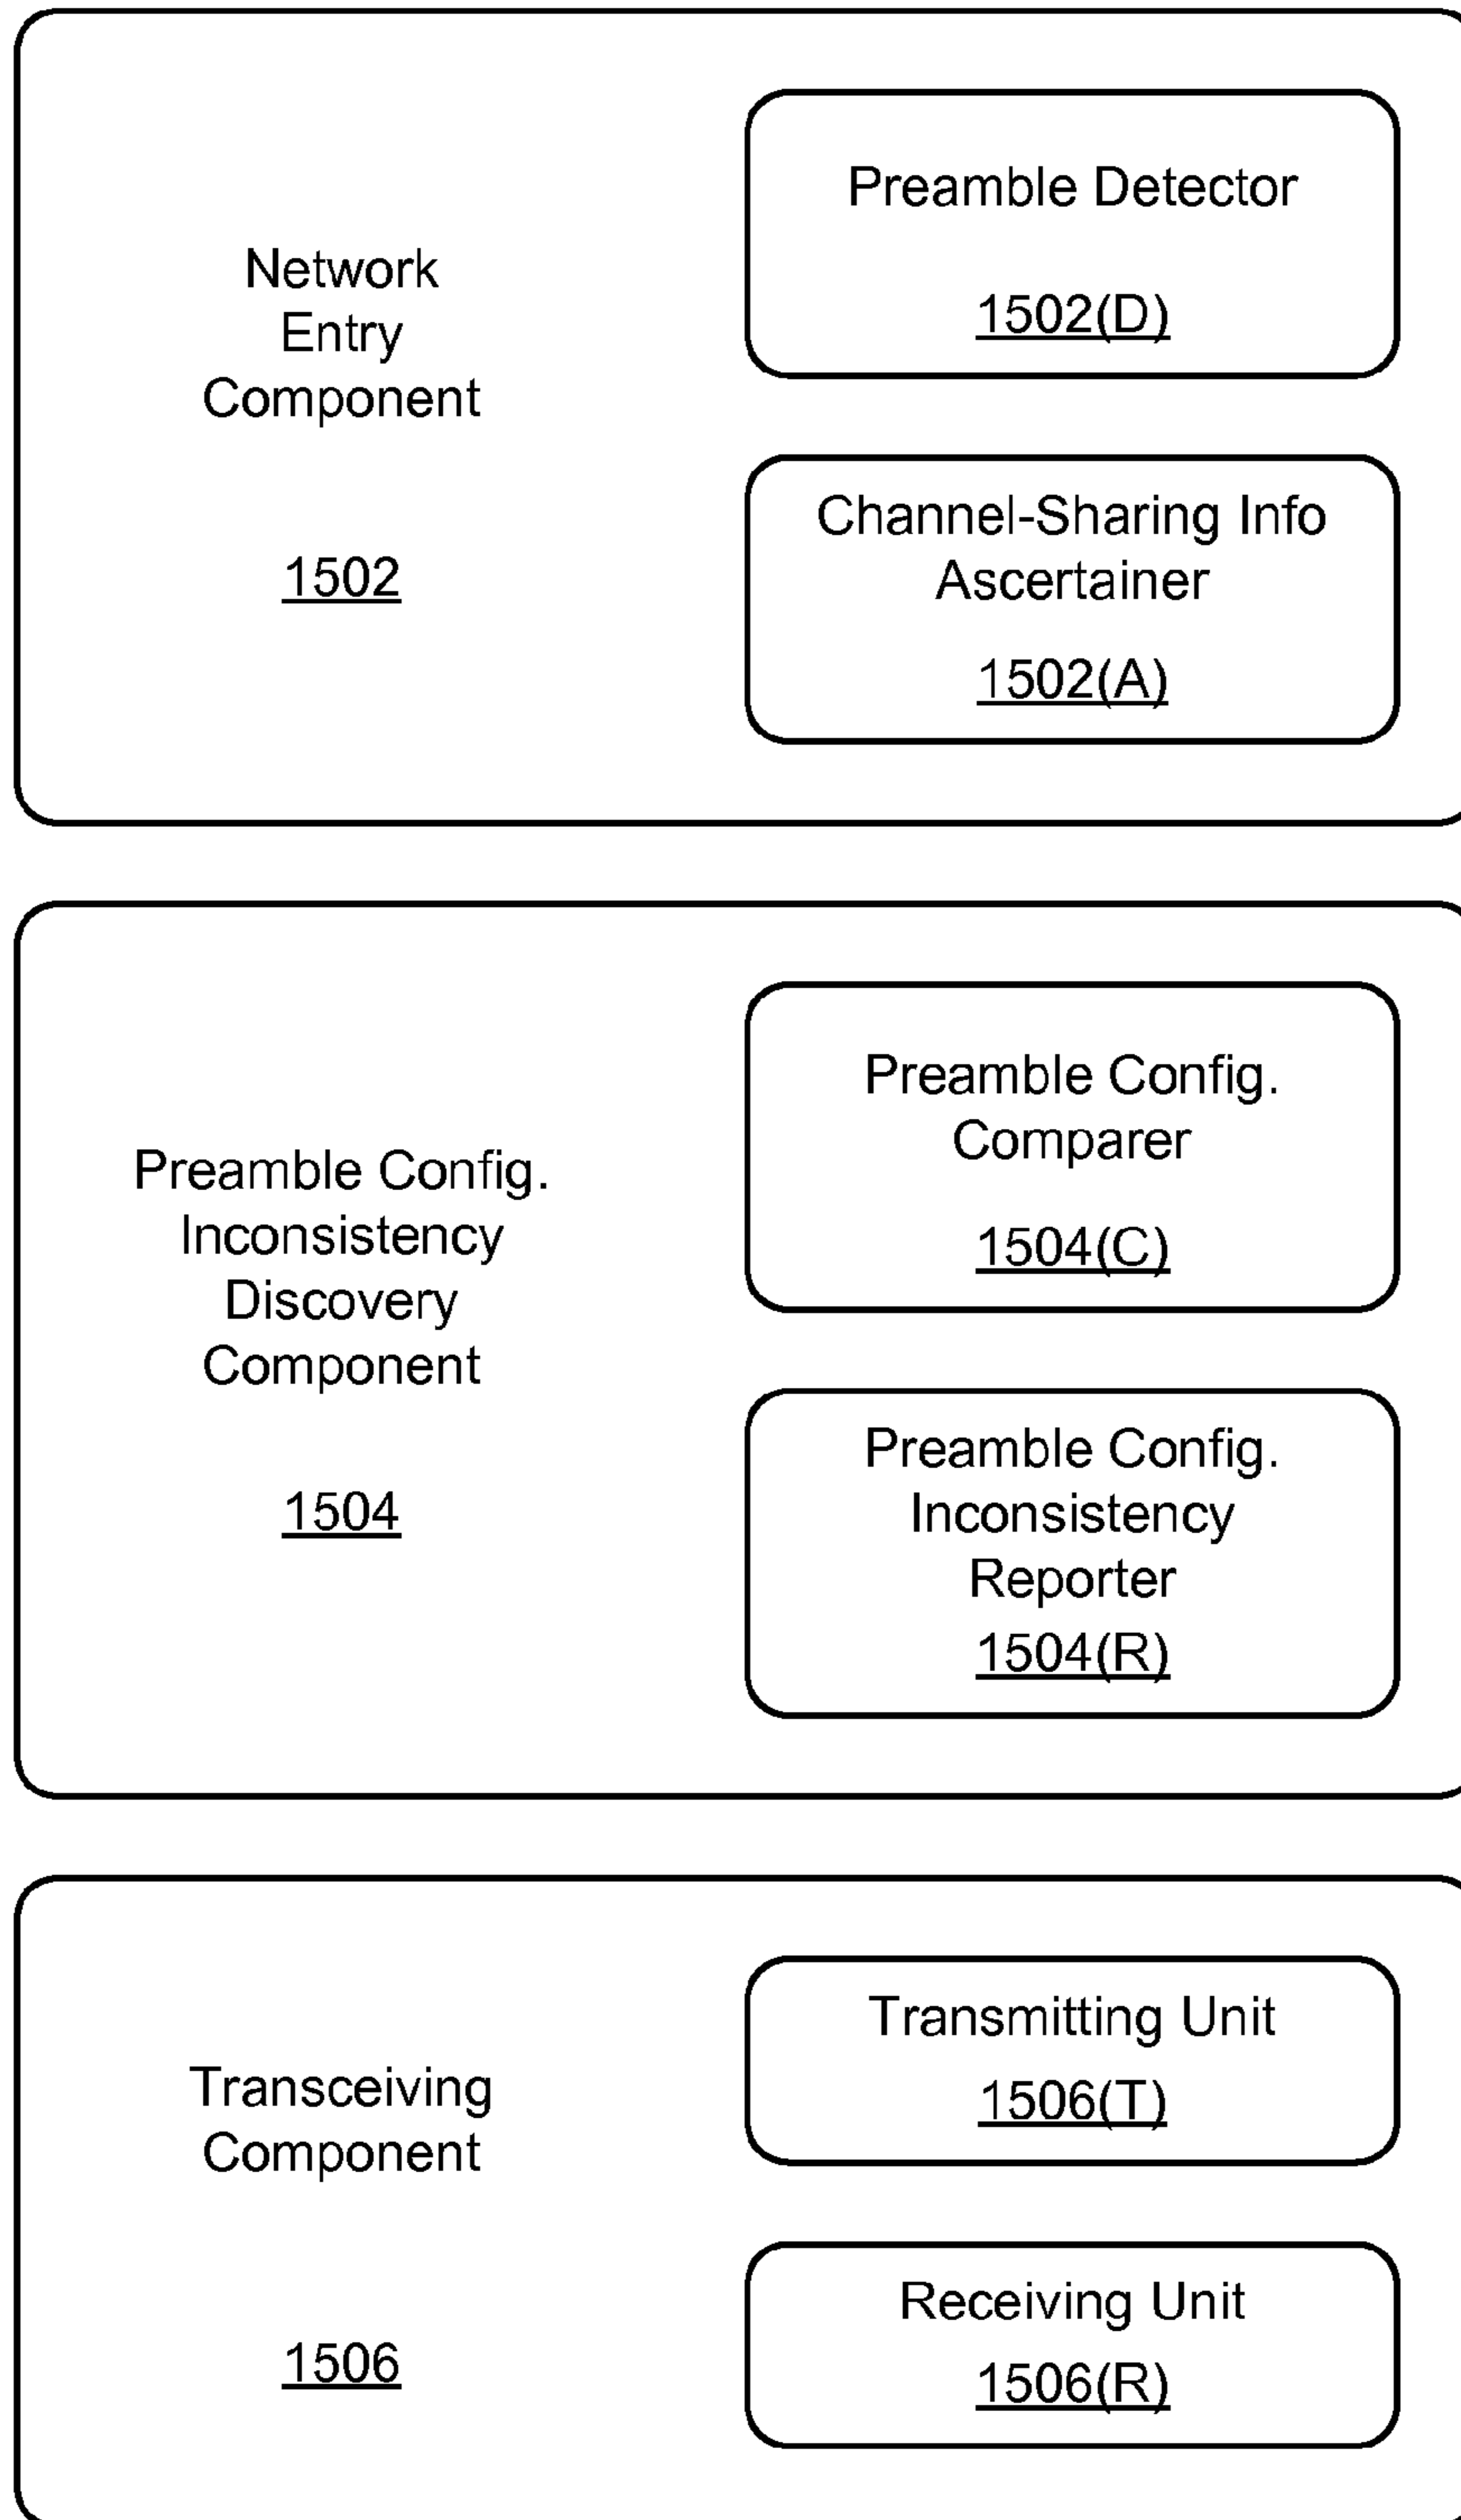 Network
Entry
Component
1502
Preamble Detector
1502(D)
Channel-Sharing Info
Ascertainer
1502(A)
Preamble Config.
Inconsistency
Discovery
Component
1504
Preamble Config.
Comparer
1504(C)
Preamble Config.
Inconsistency
Reporter
1504(R)
Transceiving
Component
1506
Transmitting Unit
1506(T)
Receiving Unit
1506(R)